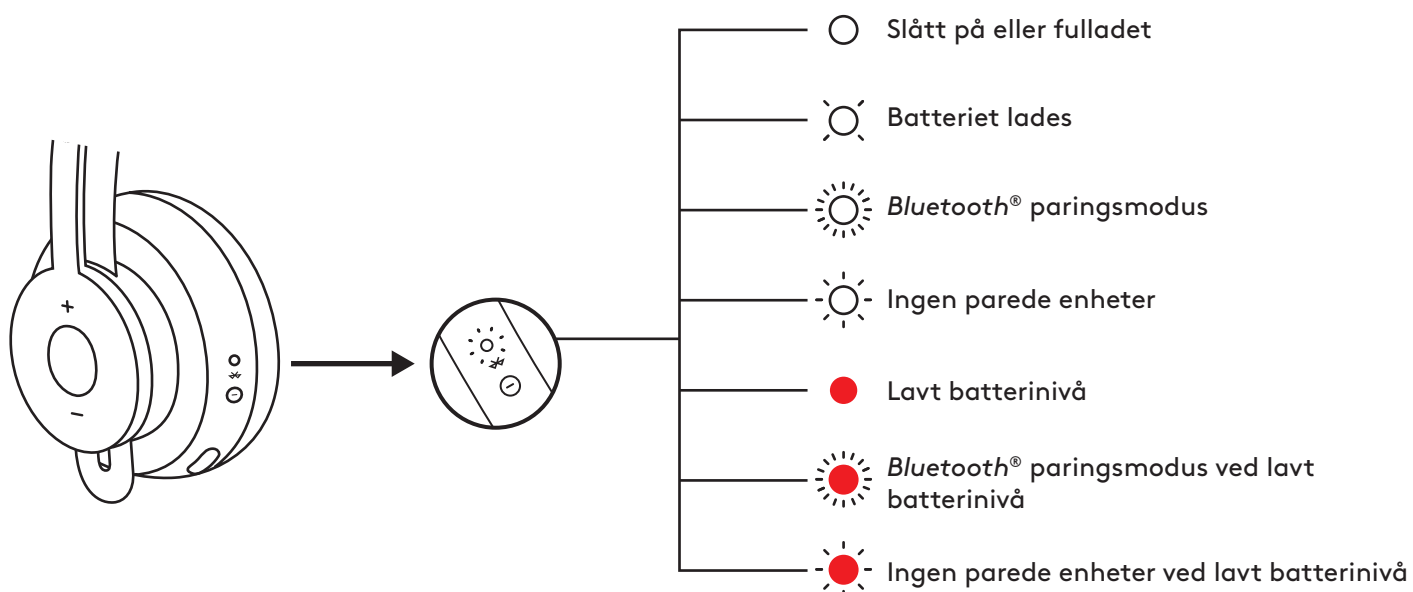 Slått på eller fulladet
Batteriet lades
Bluetooth® paringsmodus
Ingen parede enheter
Lavt batterinivå
Bluetooth® paringsmodus ved lavt
batterinivå
Ingen parede enheter ved lavt batterinivå